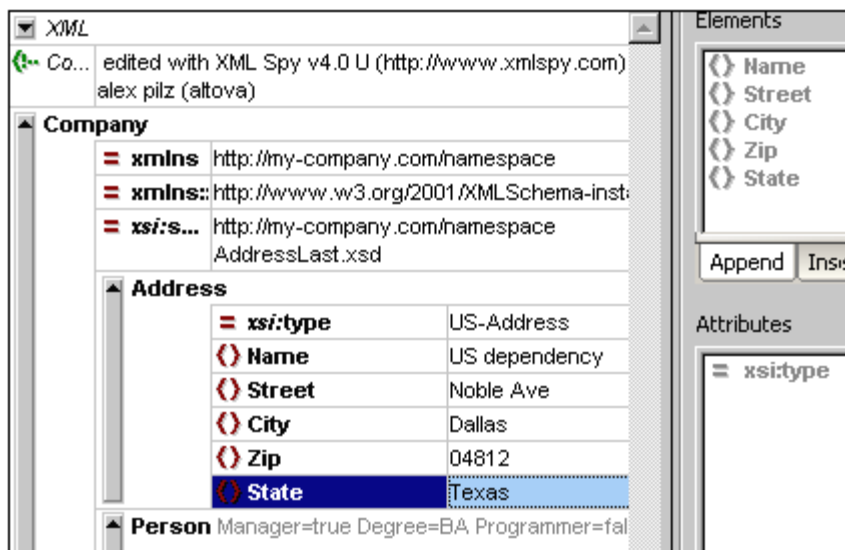 XML
Co... edited with XML Spy v4.0 U (http://www.xmlspy.com)
alex pilz (altova)
Company
= xmlns http://my-company.com/namespace
= xmlns: http://www.w3.org/2001/XMLSchema-inst
= xsi:s... http://my-company.com/namespace
AddressLast.xsd
Address
= xsi:type US-Address
Name US dependency
Street Noble Ave
City Dallas
Zip 04812
State Texas
Person Manager=true Degree=BA Programmer=fal
Elements
Name
Street
City
Zip
State
Append
Attributes
= xsi:type